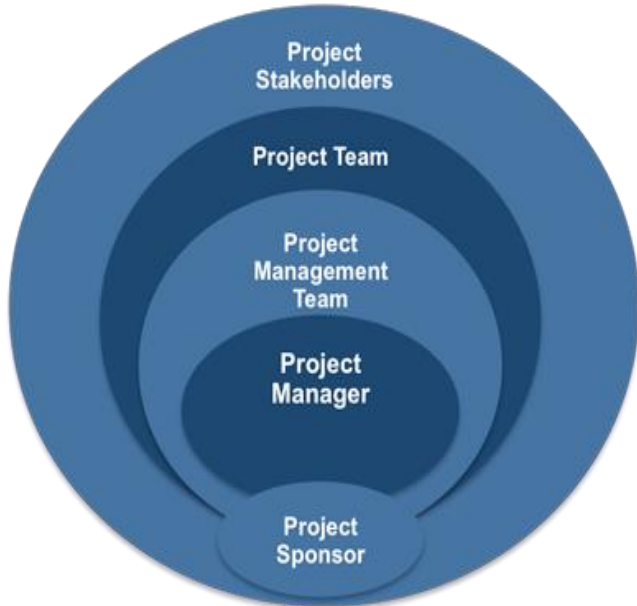 Project
Stakeholders
Project Team
Project
Management
Team
Project
Manager
Project
Sponsor